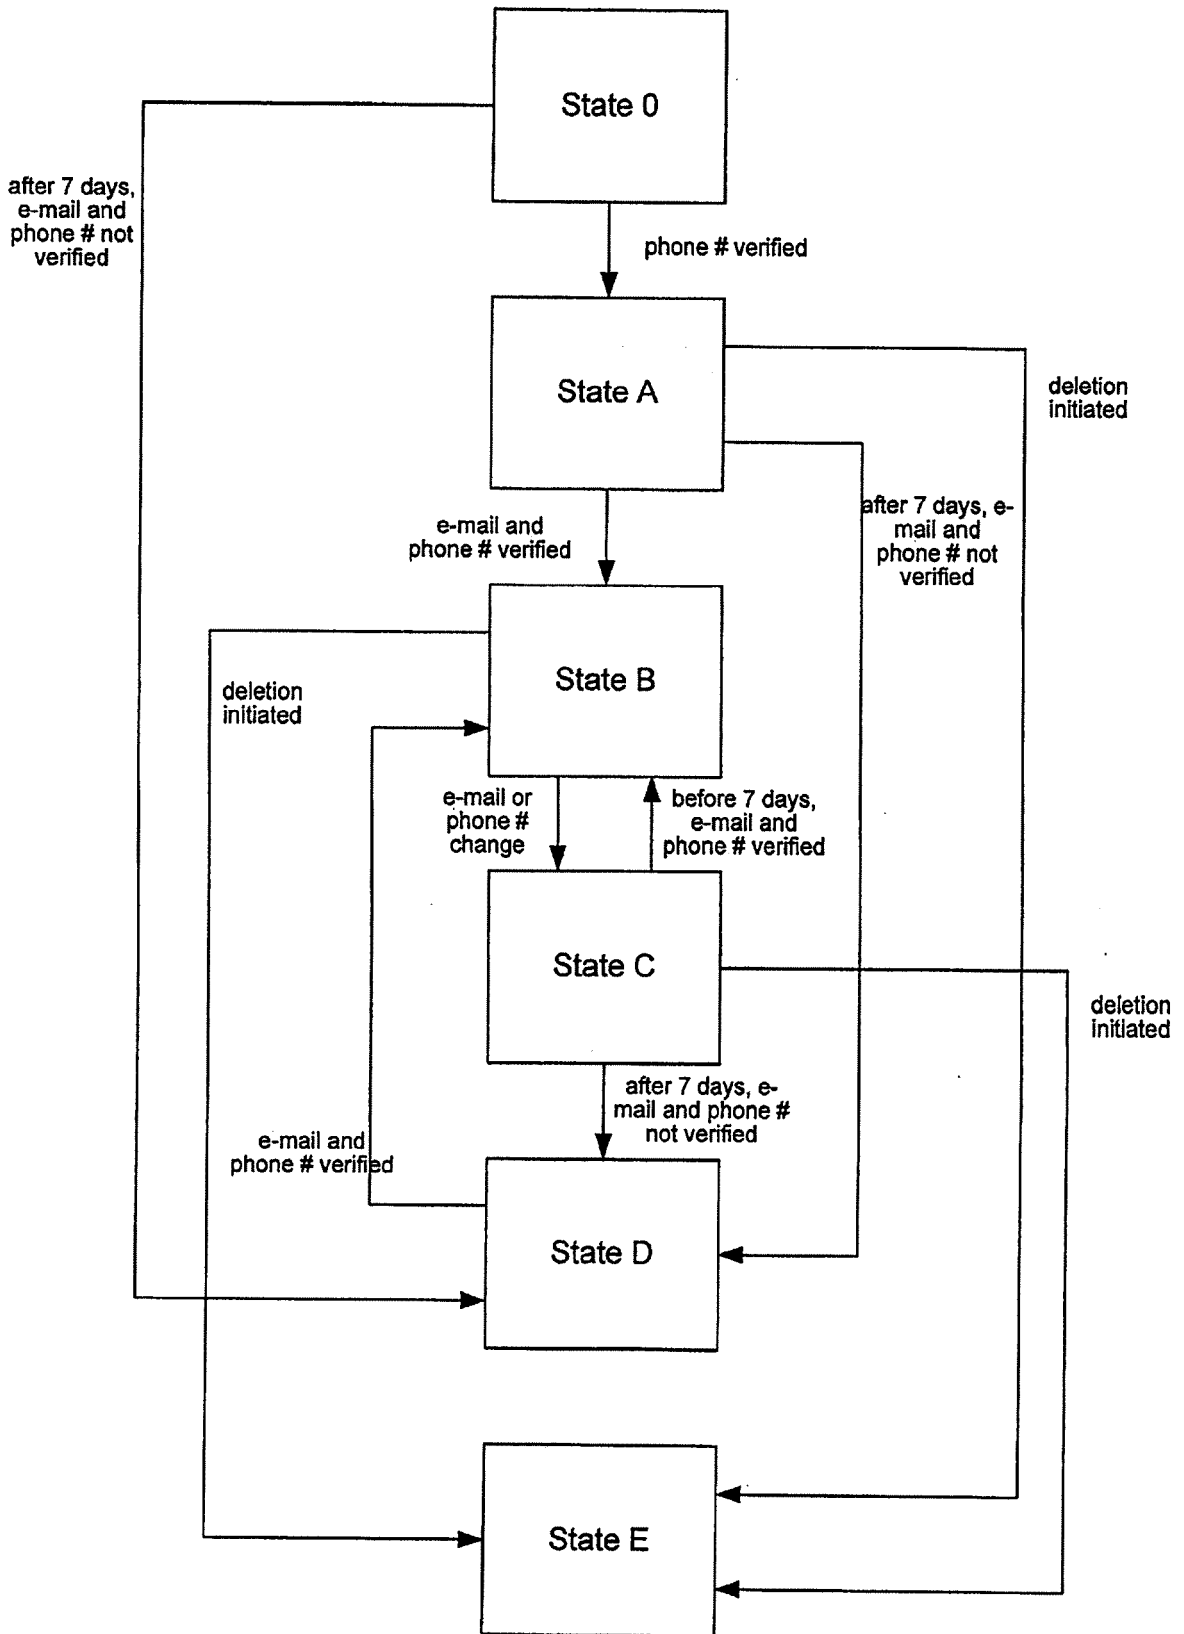 State 0
after 7 days,
e-mail and
phone # not
verified
phone # verified
State A
deletion
initiated
e-mail and
phone # verified
after 7 days, e-
mail and
phone # not
verified
State B
deletion
initiated
e-mail or
phone #
change
before 7 days,
e-mail and
phone # verified
State C
deletion
initiated
after 7 days, e-
mail and phone #
not verified
e-mail and
phone # verified
State D
State E